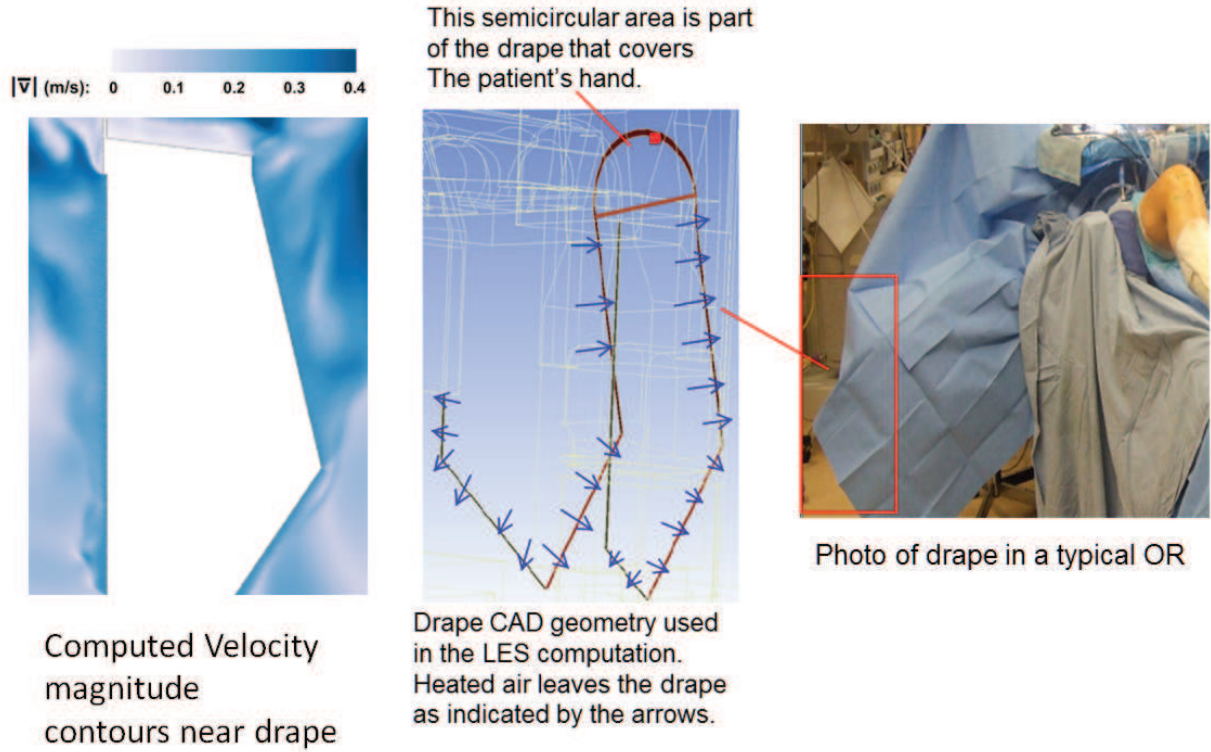 This semicircular area is part
of the drape that covers
The patient's hand.
|v̅| (m/s): 0 0.1 0.2 0.3 0.4
Photo of drape in a typical OR
Drape CAD geometry used
in the LES computation.
Heated air leaves the drape
as indicated by the arrows.
Computed Velocity
magnitude
contours near drape